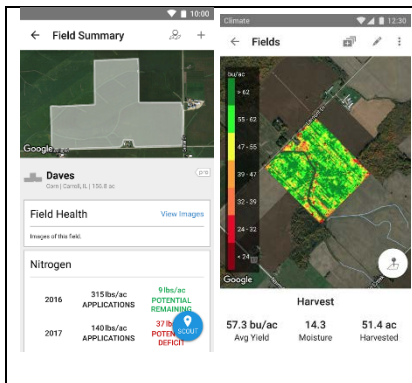 10:00
Field Summary
Google
Daves
Corn | Carroll, IL | 156.8 ac
Field Health
View Images
Images of this field.
Nitrogen
2016
315 lbs/ac
APPLICATIONS
9 lbs/ac
POTENTIAL
REMAINING
2017
140 lbs/ac
APPLICATIONS
37 lb
POTEN
DEFICIT
SCOUT
Climate
12:30
Fields
bu/ac
> 62
55 - 62
47 - 55
39 - 47
32 - 39
24 - 32
< 24
Google
Harvest
57.3 bu/ac
Avg Yield
14.3
Moisture
51.4 ac
Harvested